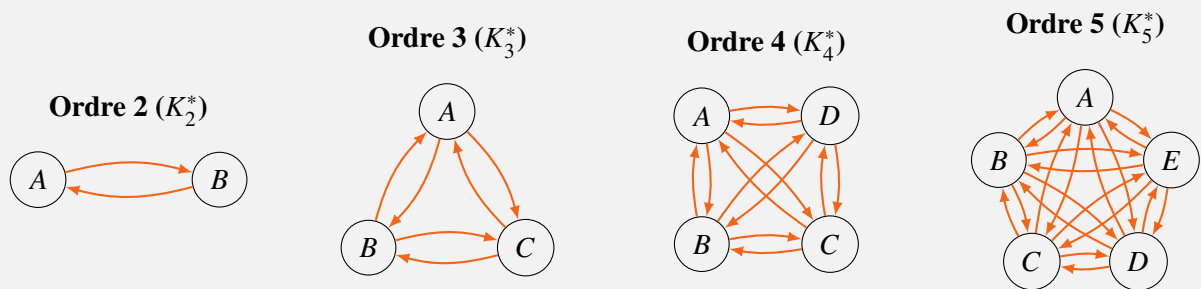 Ordre 2 (K₂*)
A
B
Ordre 3 (K₃*)
A
B
C
Ordre 4 (K₄*)
A
D
B
C
Ordre 5 (K₅*)
A
B
E
C
D